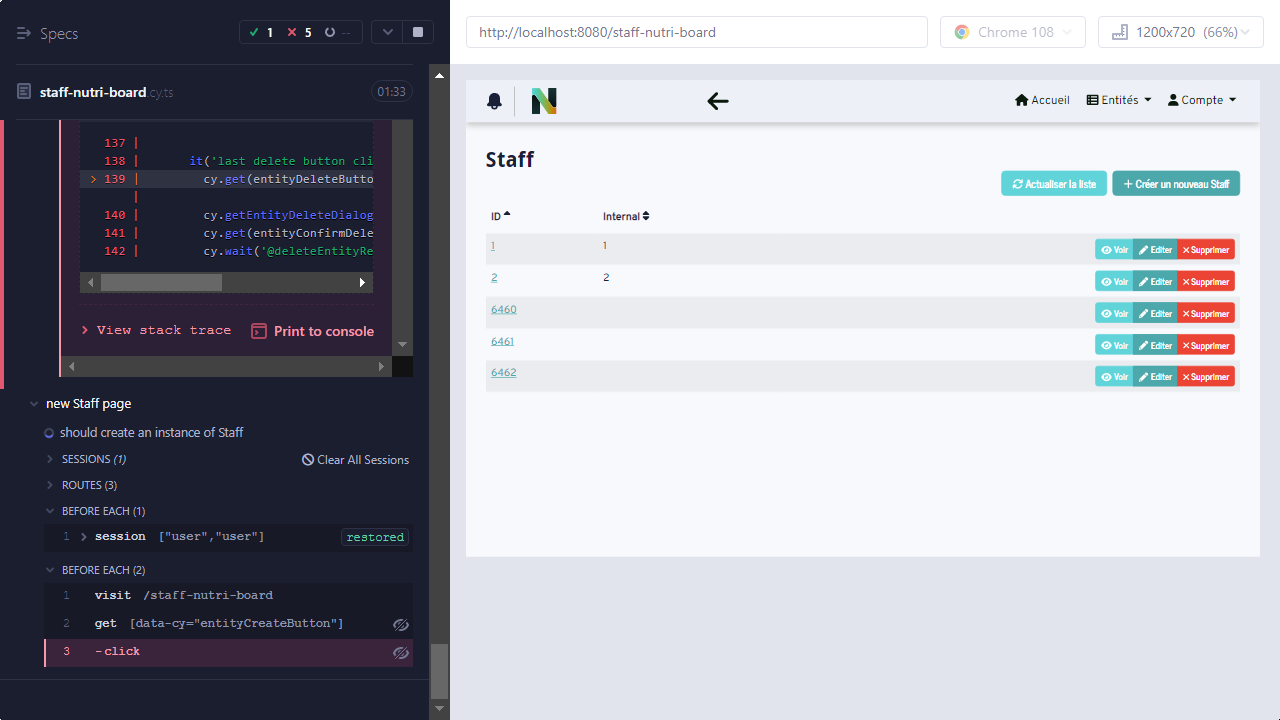 Specs
1 5 --
staff-nutri-board.cy.ts
01:33
137 |
138 | it('last delete button cli
> 139 | cy.get(entityDeleteButto
|
140 | cy.getEntityDeleteDialog
141 | cy.get(entityConfirmDele
142 | cy.wait('@deleteEntityRe
> View stack trace
Print to console
new Staff page
should create an instance of Staff
SESSIONS (1)
Clear All Sessions
ROUTES (3)
BEFORE EACH (1)
1 session ["user","user"] restored
BEFORE EACH (2)
1 visit /staff-nutri-board
2 get [data-cy="entityCreateButton"]
3 -click
http://localhost:8080/staff-nutri-board
Chrome 108
1200x720 (66%)
Accueil Entités Compte
Staff
Actualiser la liste
Créer un nouveau Staff
ID Internal
1 1 Voir Editer Supprimer
2 2 Voir Editer Supprimer
6460 Voir Editer Supprimer
6461 Voir Editer Supprimer
6462 Voir Editer Supprimer